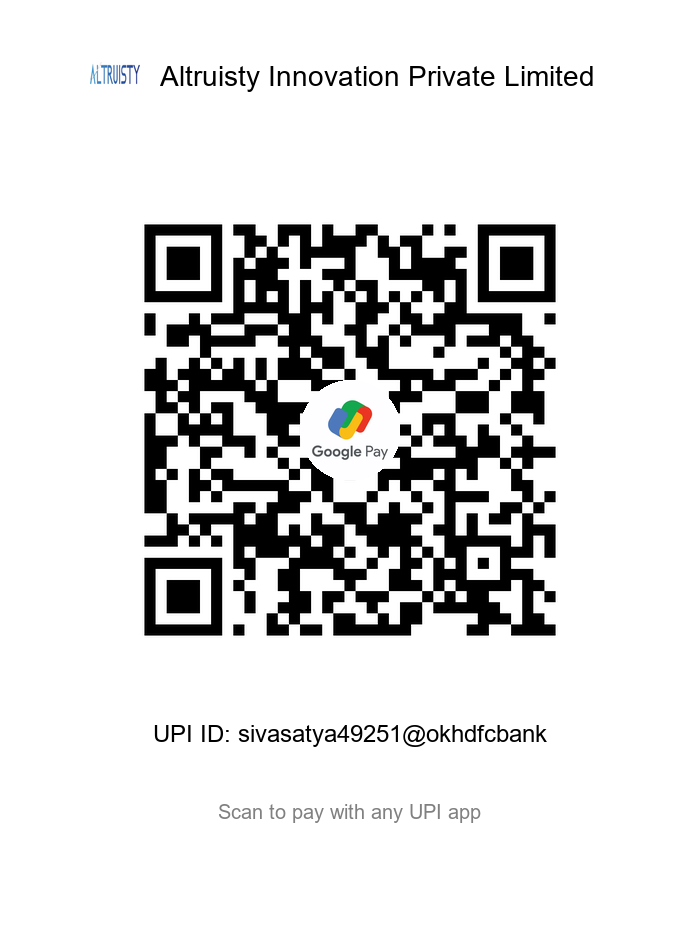 ALTRUISTY Altruisty Innovation Private Limited
Google Pay
UPI ID: sivasatya49251@okhdfcbank
Scan to pay with any UPI app